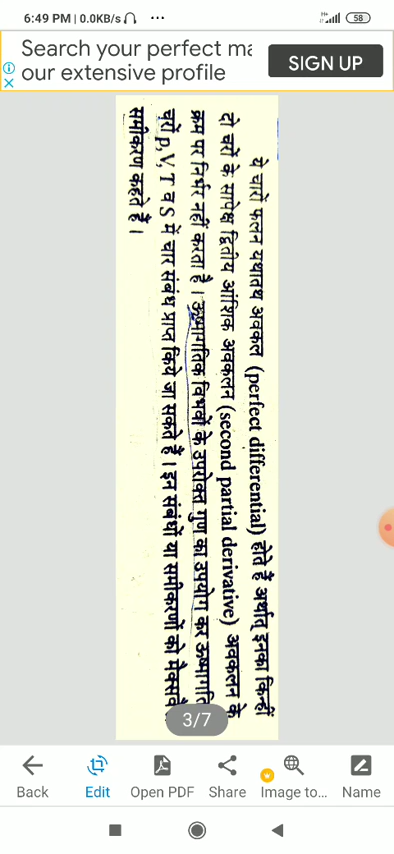 6:49 PM | 0.0KB/s ...
58
Search your perfect ma
our extensive profile
SIGN UP
ये चारों फलन यथातथ अवकल (perfect differential) होते हैं अर्थात् इनका किन्हीं
दो चरों के सापेक्ष द्वितीय आंशिक अवकलन (second partial derivative) अवकलन के
क्रम पर निर्भर नहीं करता है। ऊष्मागतिक विभवों के उपरोक्त गुण का उपयोग कर ऊष्मागति
चरों p, V, T व S में चार संबंध प्राप्त किये जा सकते हैं। इन संबंधों या समीकरणों को मैक्सवे
समीकरण कहते हैं।
3/7
Back
Edit
Open PDF
Share
Image to...
Name